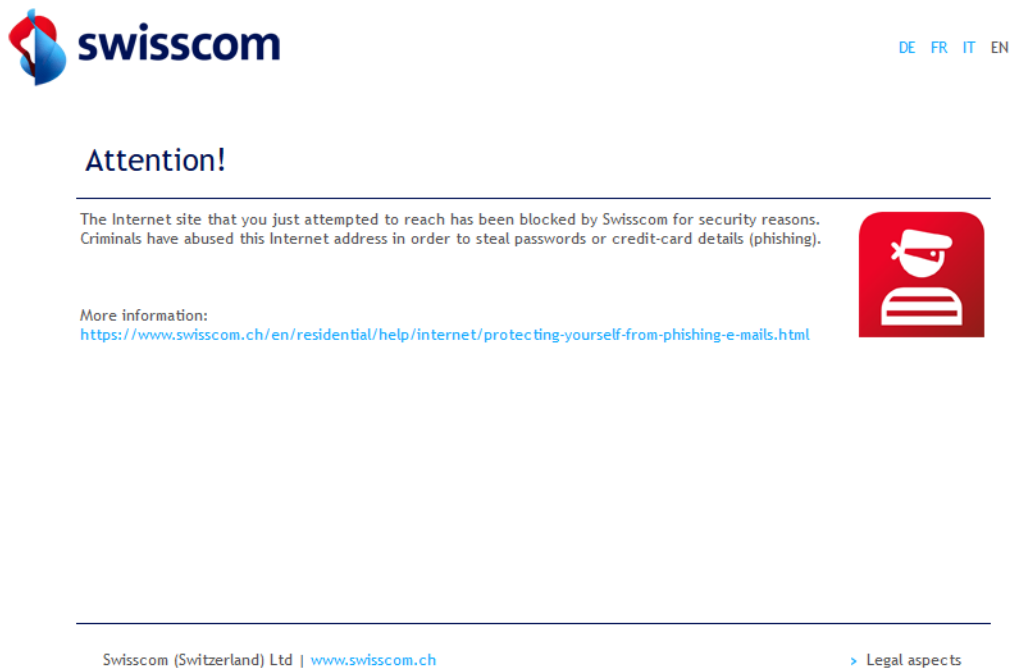 swisscom
DE FR IT EN
Attention!
The Internet site that you just attempted to reach has been blocked by Swisscom for security reasons.
Criminals have abused this Internet address in order to steal passwords or credit-card details (phishing).
More information:
https://www.swisscom.ch/en/residential/help/internet/protecting-yourself-from-phishing-e-mails.html
Swisscom (Switzerland) Ltd | www.swisscom.ch
> Legal aspects